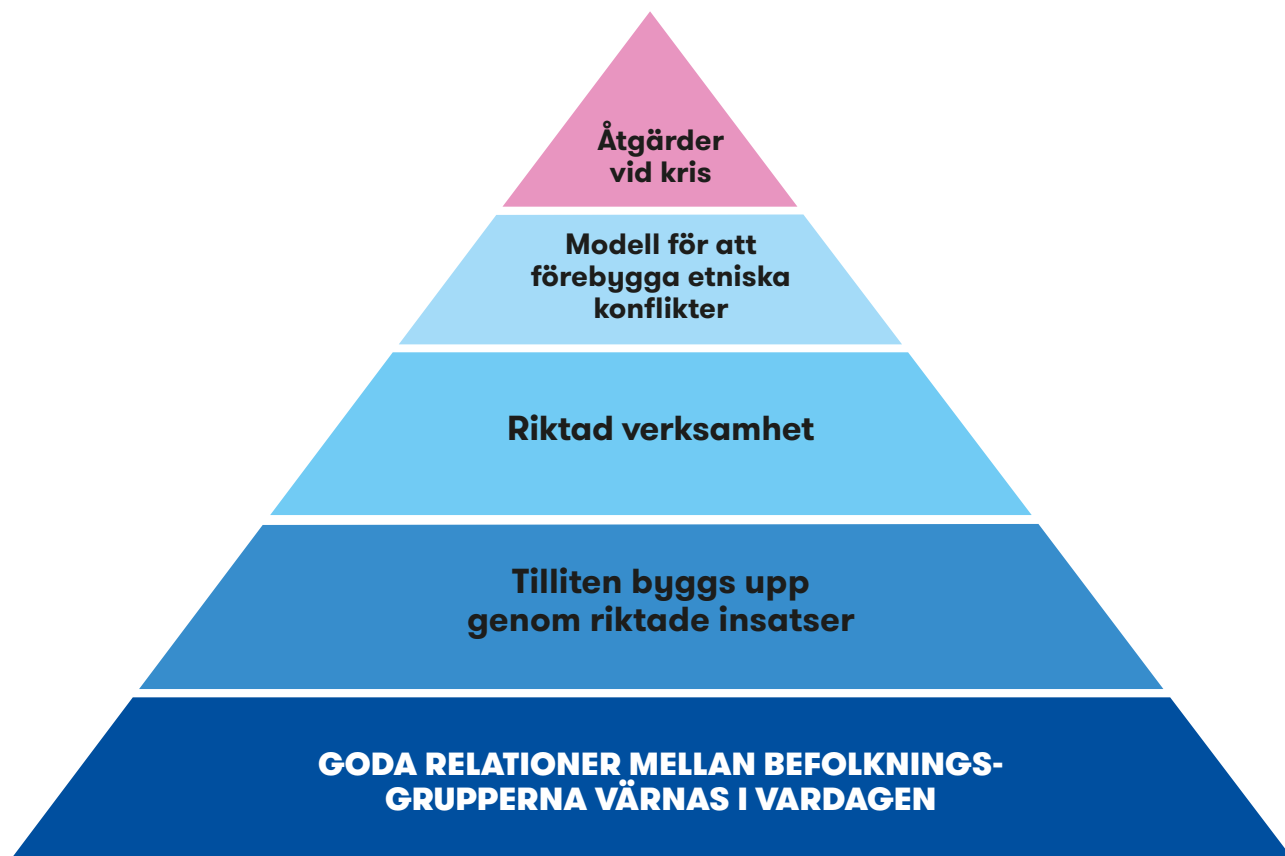 Åtgärder
vid kris
Modell för att
förebygga etniska
konflikter
Riktad verksamhet
Tilliten byggs upp
genom riktade insatser
GODA RELATIONER MELLAN BEFOLKNINGS-
GRUPPERNA VÄRNAS I VARDAGEN